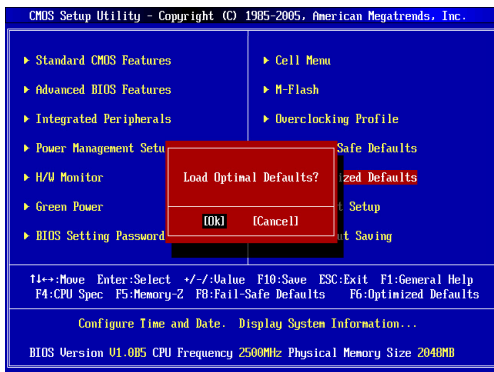 CMOS Setup Utility - Copyright (C) 1985-2005, American Megatrends, Inc.
Standard CMOS Features
Advanced BIOS Features
Integrated Peripherals
Power Management Setu
H/W Monitor
Green Power
BIOS Setting Password
Cell Menu
M-Flash
Overclocking Profile
Safe Defaults
ized Defaults
t Setup
ut Saving
Load Optimal Defaults?
[Ok] [Cancel]
↑↓←→:Move Enter:Select +/-/:Value F10:Save ESC:Exit F1:General Help
F4:CPU Spec F5:Memory-Z F8:Fail-Safe Defaults F6:Optimized Defaults
Configure Time and Date. Display System Information...
BIOS Version V1.0B5 CPU Frequency 2500MHz Physical Memory Size 2048MB